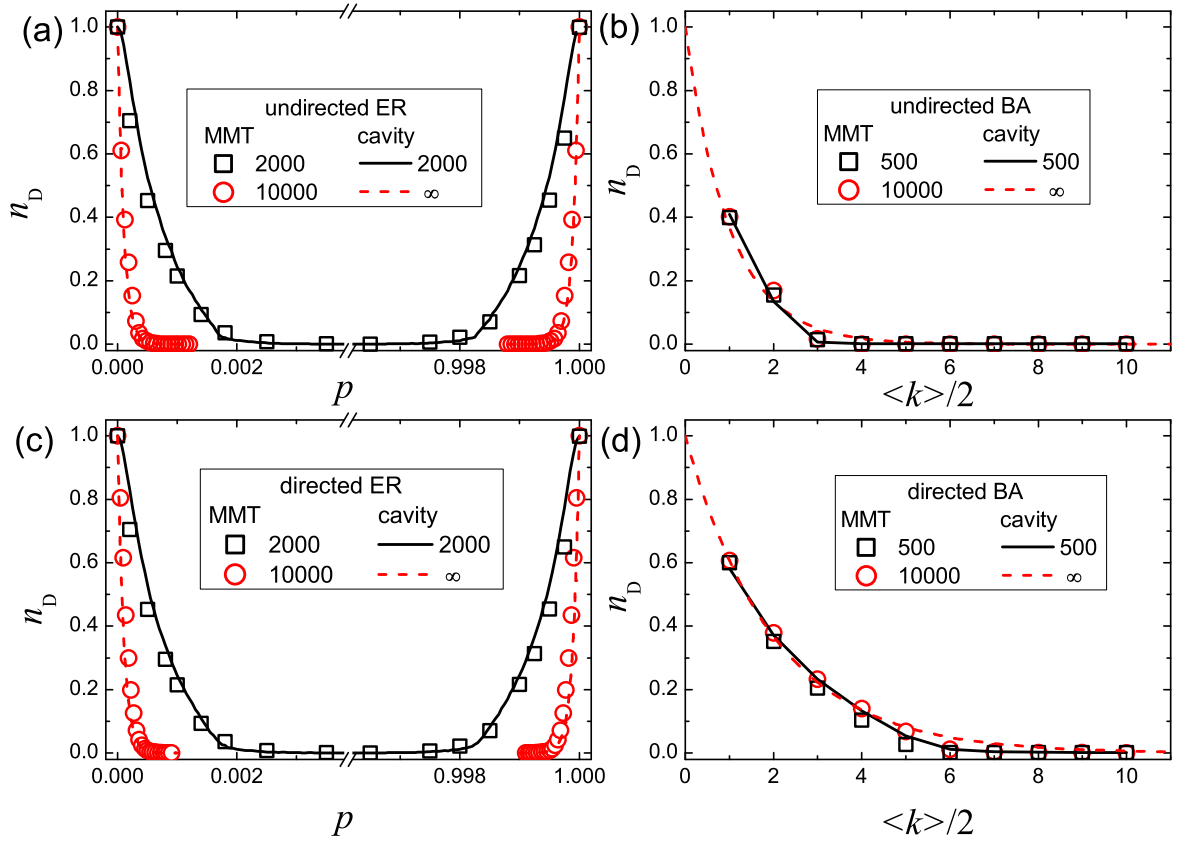 (a)
1.0
0.8
0.6
0.4
0.2
0.0
n_D
undirected ER
MMT cavity
2000 2000
10000 ∞
0.000 0.002 0.998 1.000
p
(b)
1.0
0.8
0.6
0.4
0.2
0.0
n_D
undirected BA
MMT cavity
500 500
10000 ∞
0 2 4 6 8 10
<k>/2
(c)
1.0
0.8
0.6
0.4
0.2
0.0
n_D
directed ER
MMT cavity
2000 2000
10000 ∞
0.000 0.002 0.998 1.000
p
(d)
1.0
0.8
0.6
0.4
0.2
0.0
n_D
directed BA
MMT cavity
500 500
10000 ∞
0 2 4 6 8 10
<k>/2